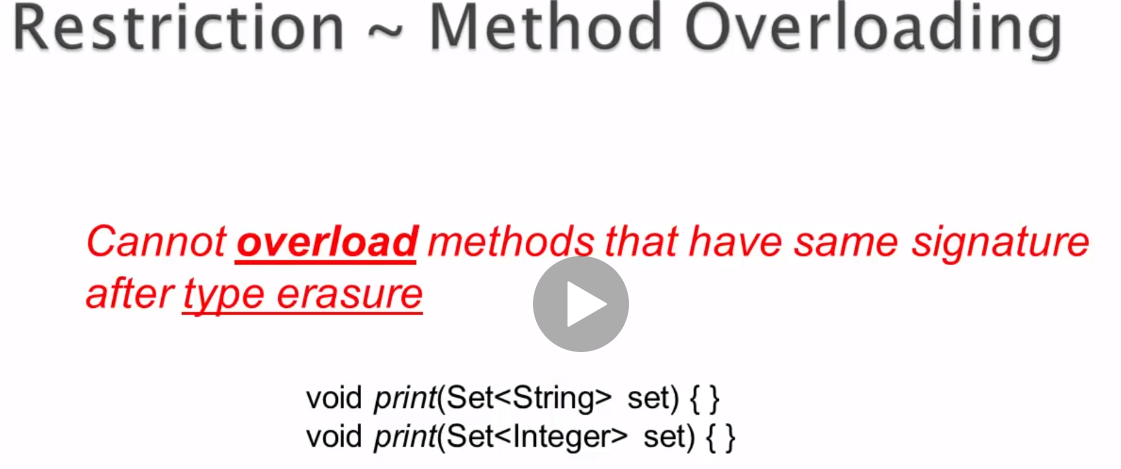 Restriction ~ Method Overloading
Cannot overload methods that have same signature
after type erasure
void print(Set<String> set) { }
void print(Set<Integer> set) { }